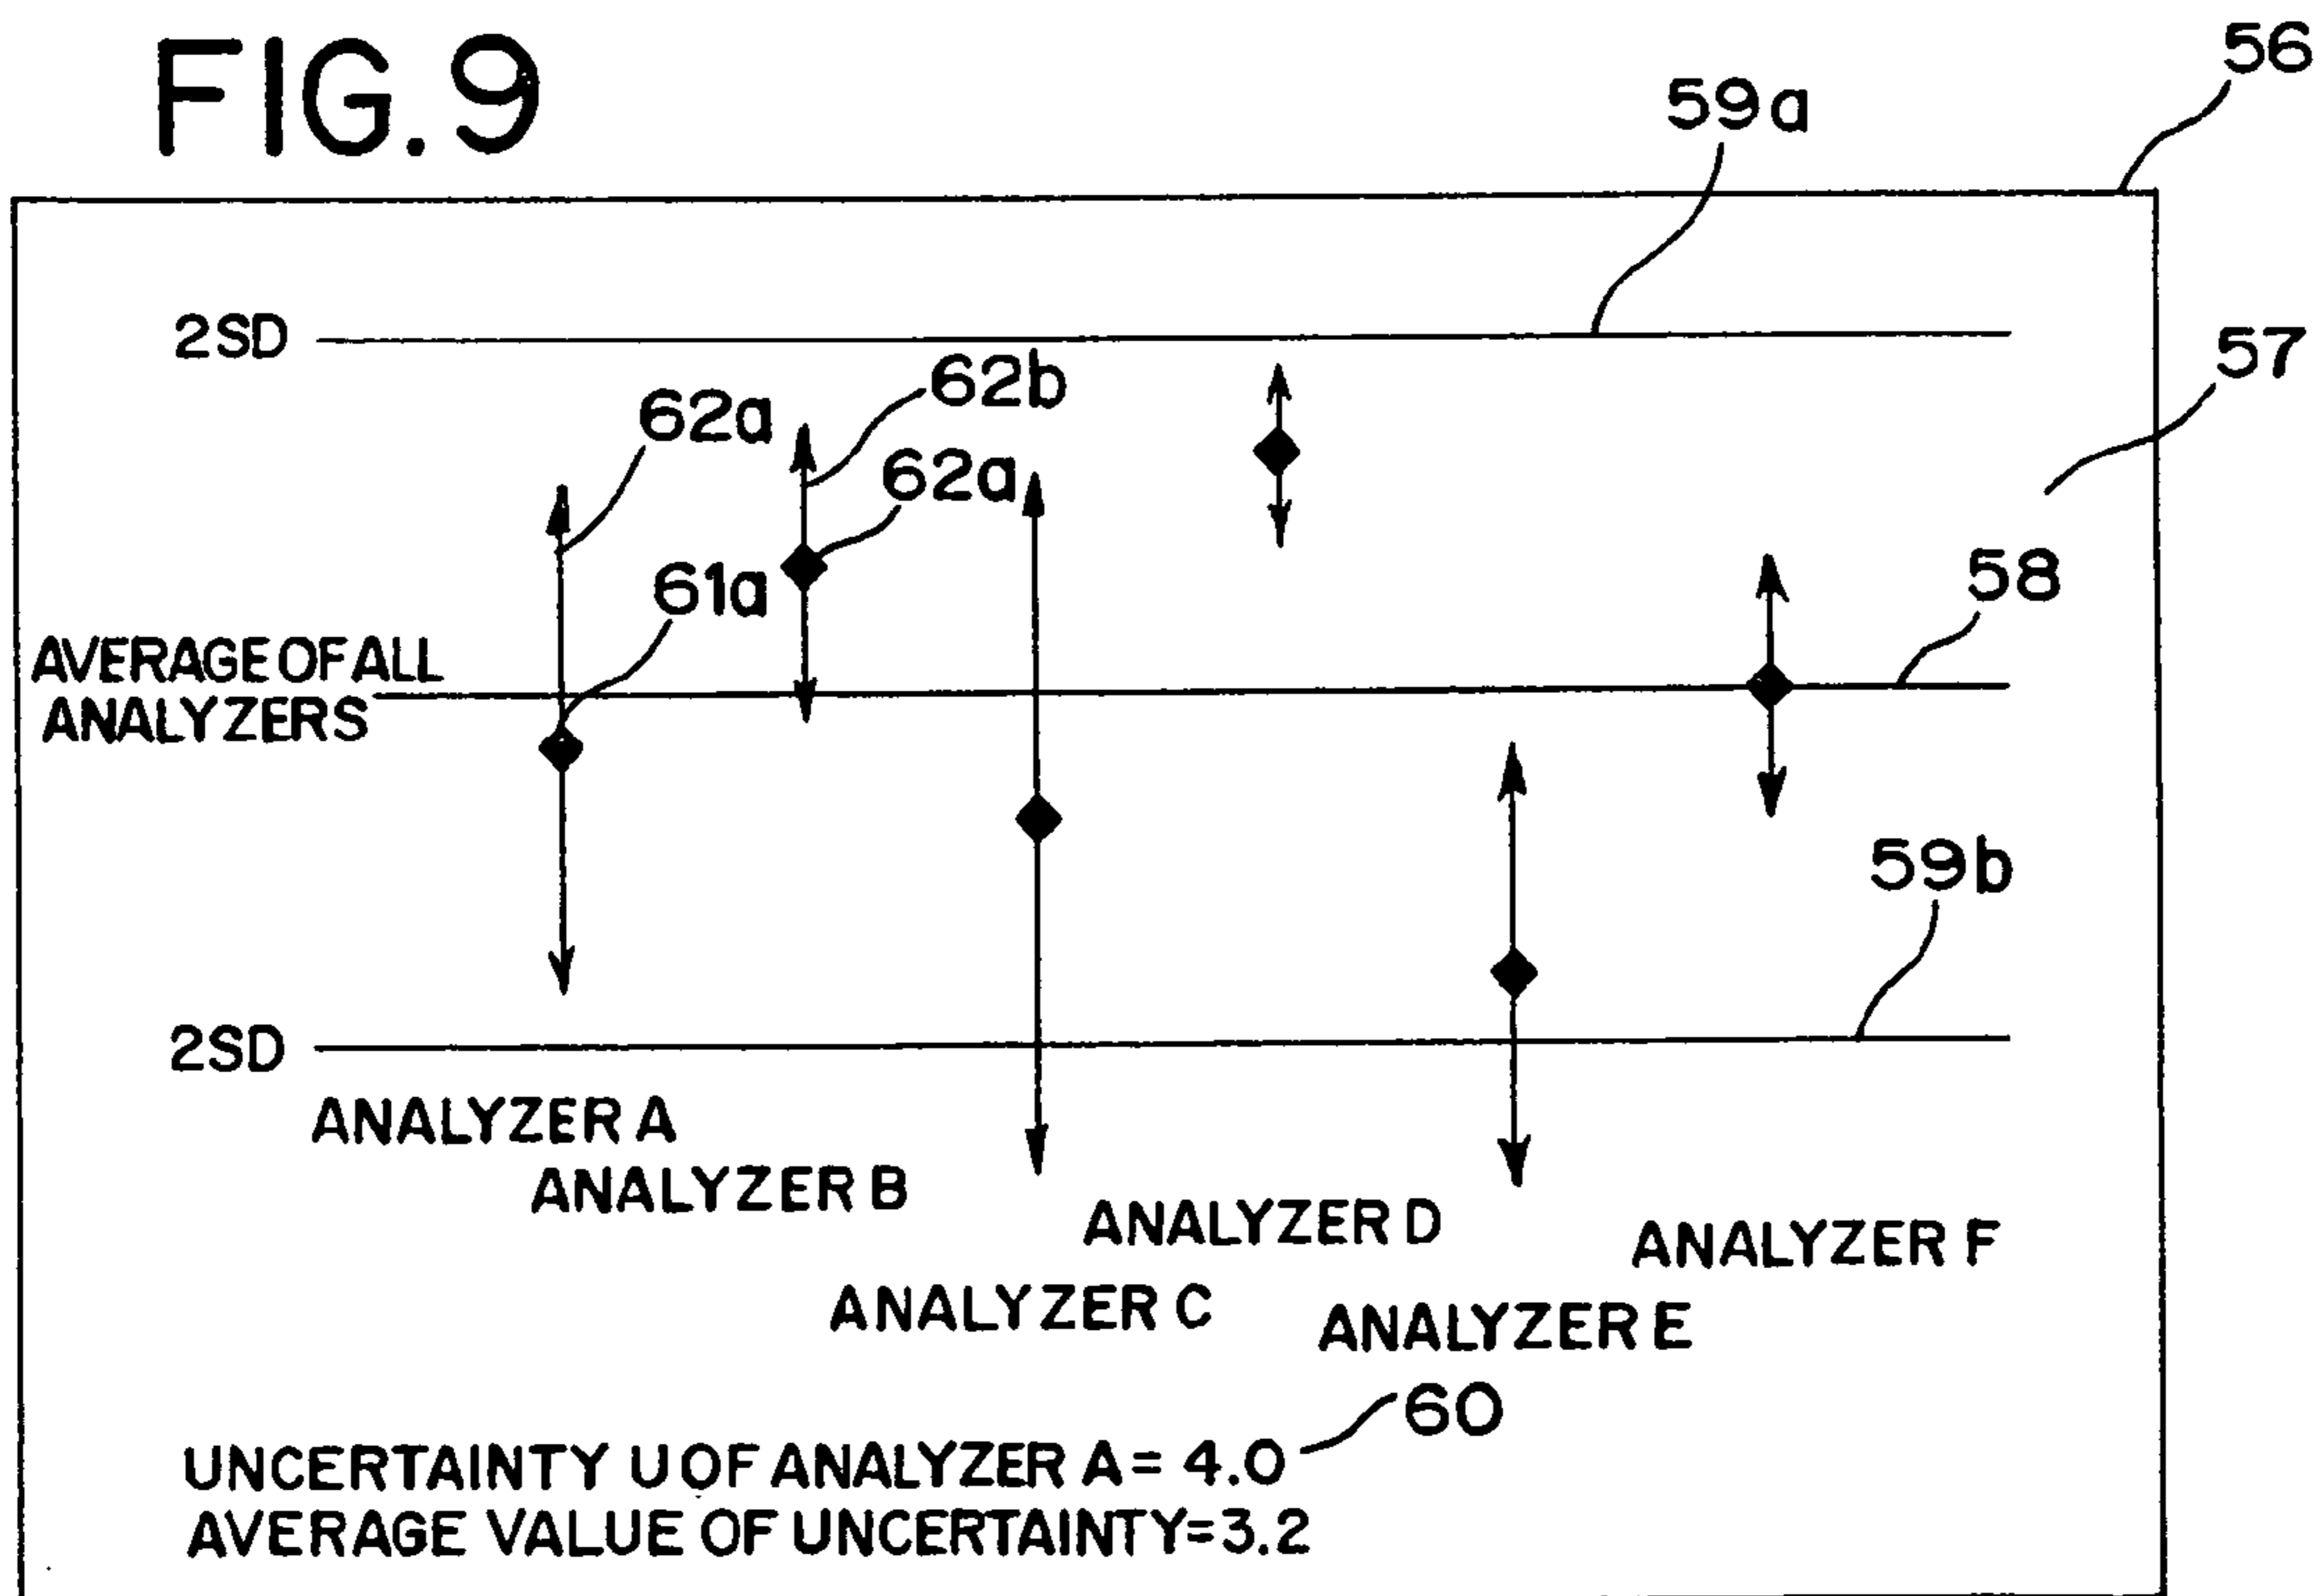 FIG. 9
56
59a
2SD
57
62b
62a
62a
58
61a
AVERAGE OF ALL
ANALYZERS
59b
2SD
ANALYZER A
ANALYZER B
ANALYZER D
ANALYZER F
ANALYZER C
ANALYZER E
60
UNCERTAINTY U OF ANALYZER A = 4.0
AVERAGE VALUE OF UNCERTAINTY=3.2